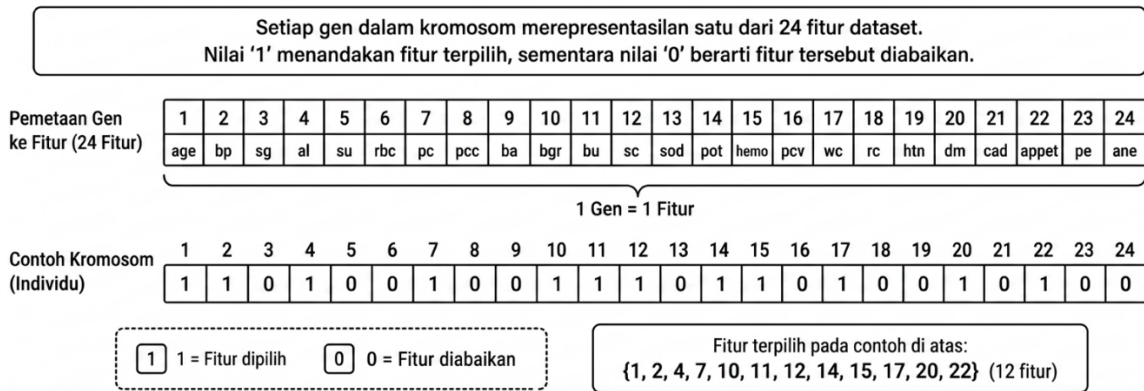 Setiap gen dalam kromosom merepresentasilan satu dari 24 fitur dataset.
Nilai ‘1’ menandakan fitur terpilih, sementara nilai ‘0’ berarti fitur tersebut diabaikan.
Pemetaan Gen
ke Fitur (24 Fitur)
1 2 3 4 5 6 7 8 9 10 11 12 13 14 15 16 17 18 19 20 21 22 23 24
age bp sg al su rbc pc pcc ba bgr bu sc sod pot hemo pcv wc rc htn dm cad appet pe ane
1 Gen = 1 Fitur
Contoh Kromosom
(Individu)
1 2 3 4 5 6 7 8 9 10 11 12 13 14 15 16 17 18 19 20 21 22 23 24
1 1 0 1 0 0 1 0 0 1 1 1 0 1 1 0 1 0 0 1 0 1 0 0
1 1 = Fitur dipilih 0 0 = Fitur diabaikan
Fitur terpilih pada contoh di atas:
{1, 2, 4, 7, 10, 11, 12, 14, 15, 17, 20, 22} (12 fitur)